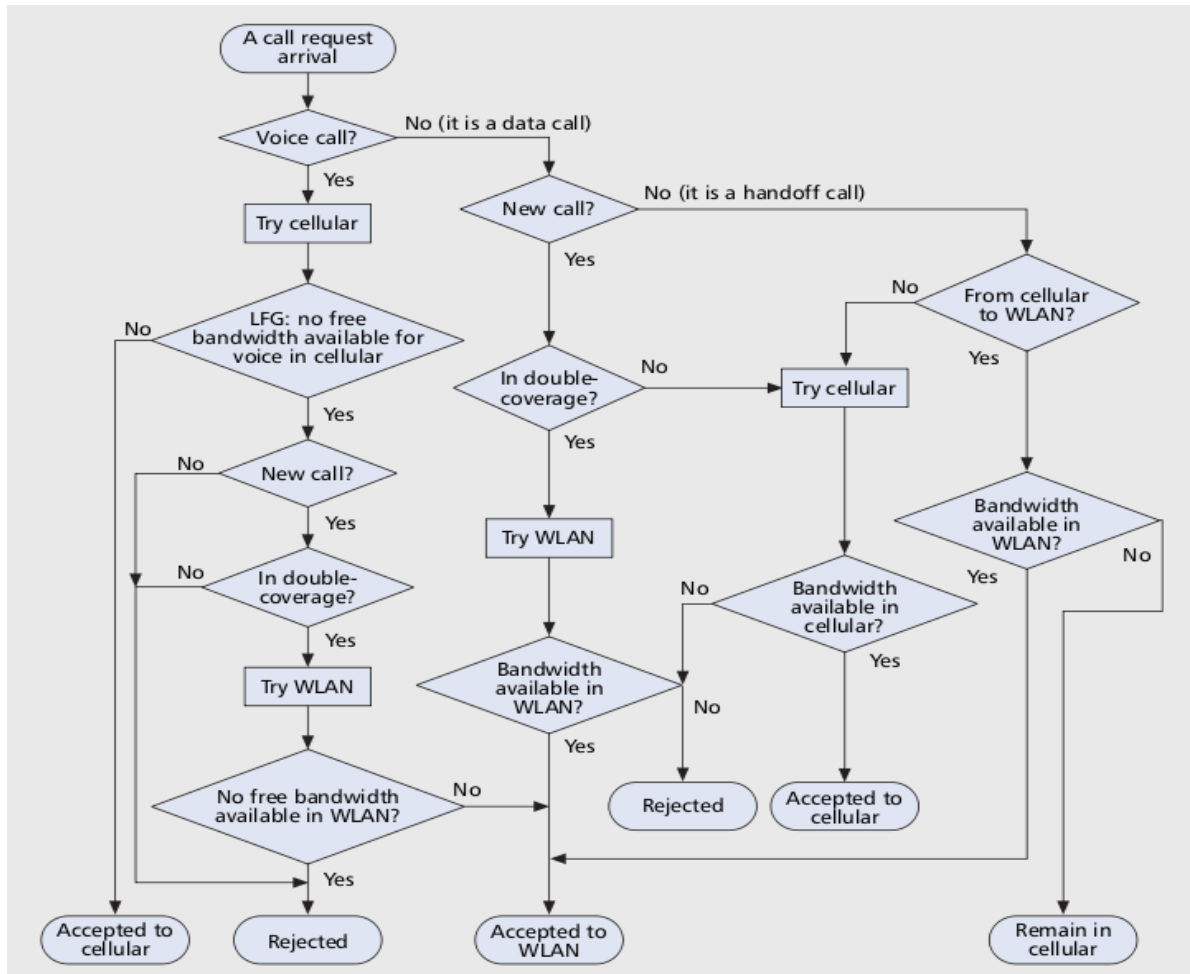 A call request
arrival
Voice call?
No (it is a data call)
Yes
Try cellular
New call?
No (it is a handoff call)
Yes
LFG: no free
bandwidth available for
voice in cellular
No
Yes
From cellular
to WLAN?
No
Yes
In double-
coverage?
No
Yes
Try cellular
New call?
No
Yes
Bandwidth
available in
WLAN?
No
Yes
Try WLAN
In double-
coverage?
No
Yes
Bandwidth
available in
cellular?
No
Yes
Try WLAN
Bandwidth
available in
WLAN?
No
Yes
No free bandwidth
available in WLAN?
No
Yes
Rejected
Accepted to
cellular
Accepted to
cellular
Rejected
Accepted to
WLAN
Remain in
cellular